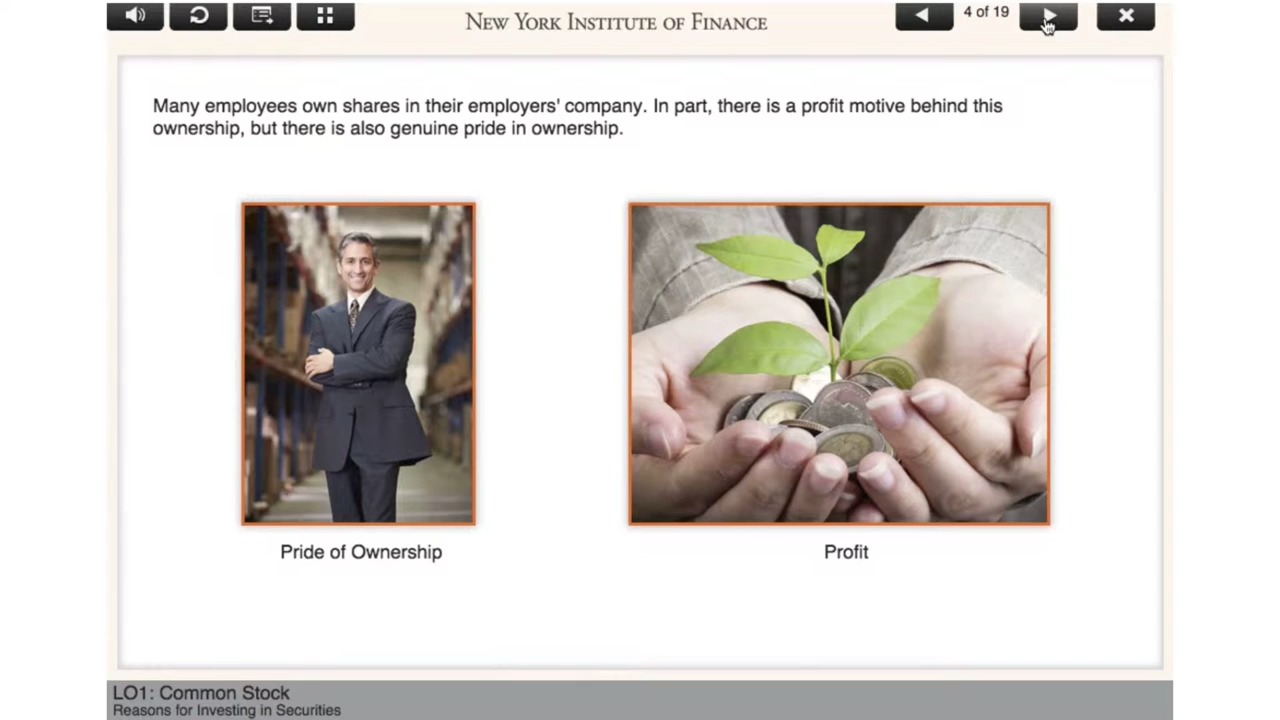 NEW YORK INSTITUTE OF FINANCE
4 of 19
Many employees own shares in their employers' company. In part, there is a profit motive behind this
ownership, but there is also genuine pride in ownership.
Pride of Ownership
Profit
LO1: Common Stock
Reasons for Investing in Securities